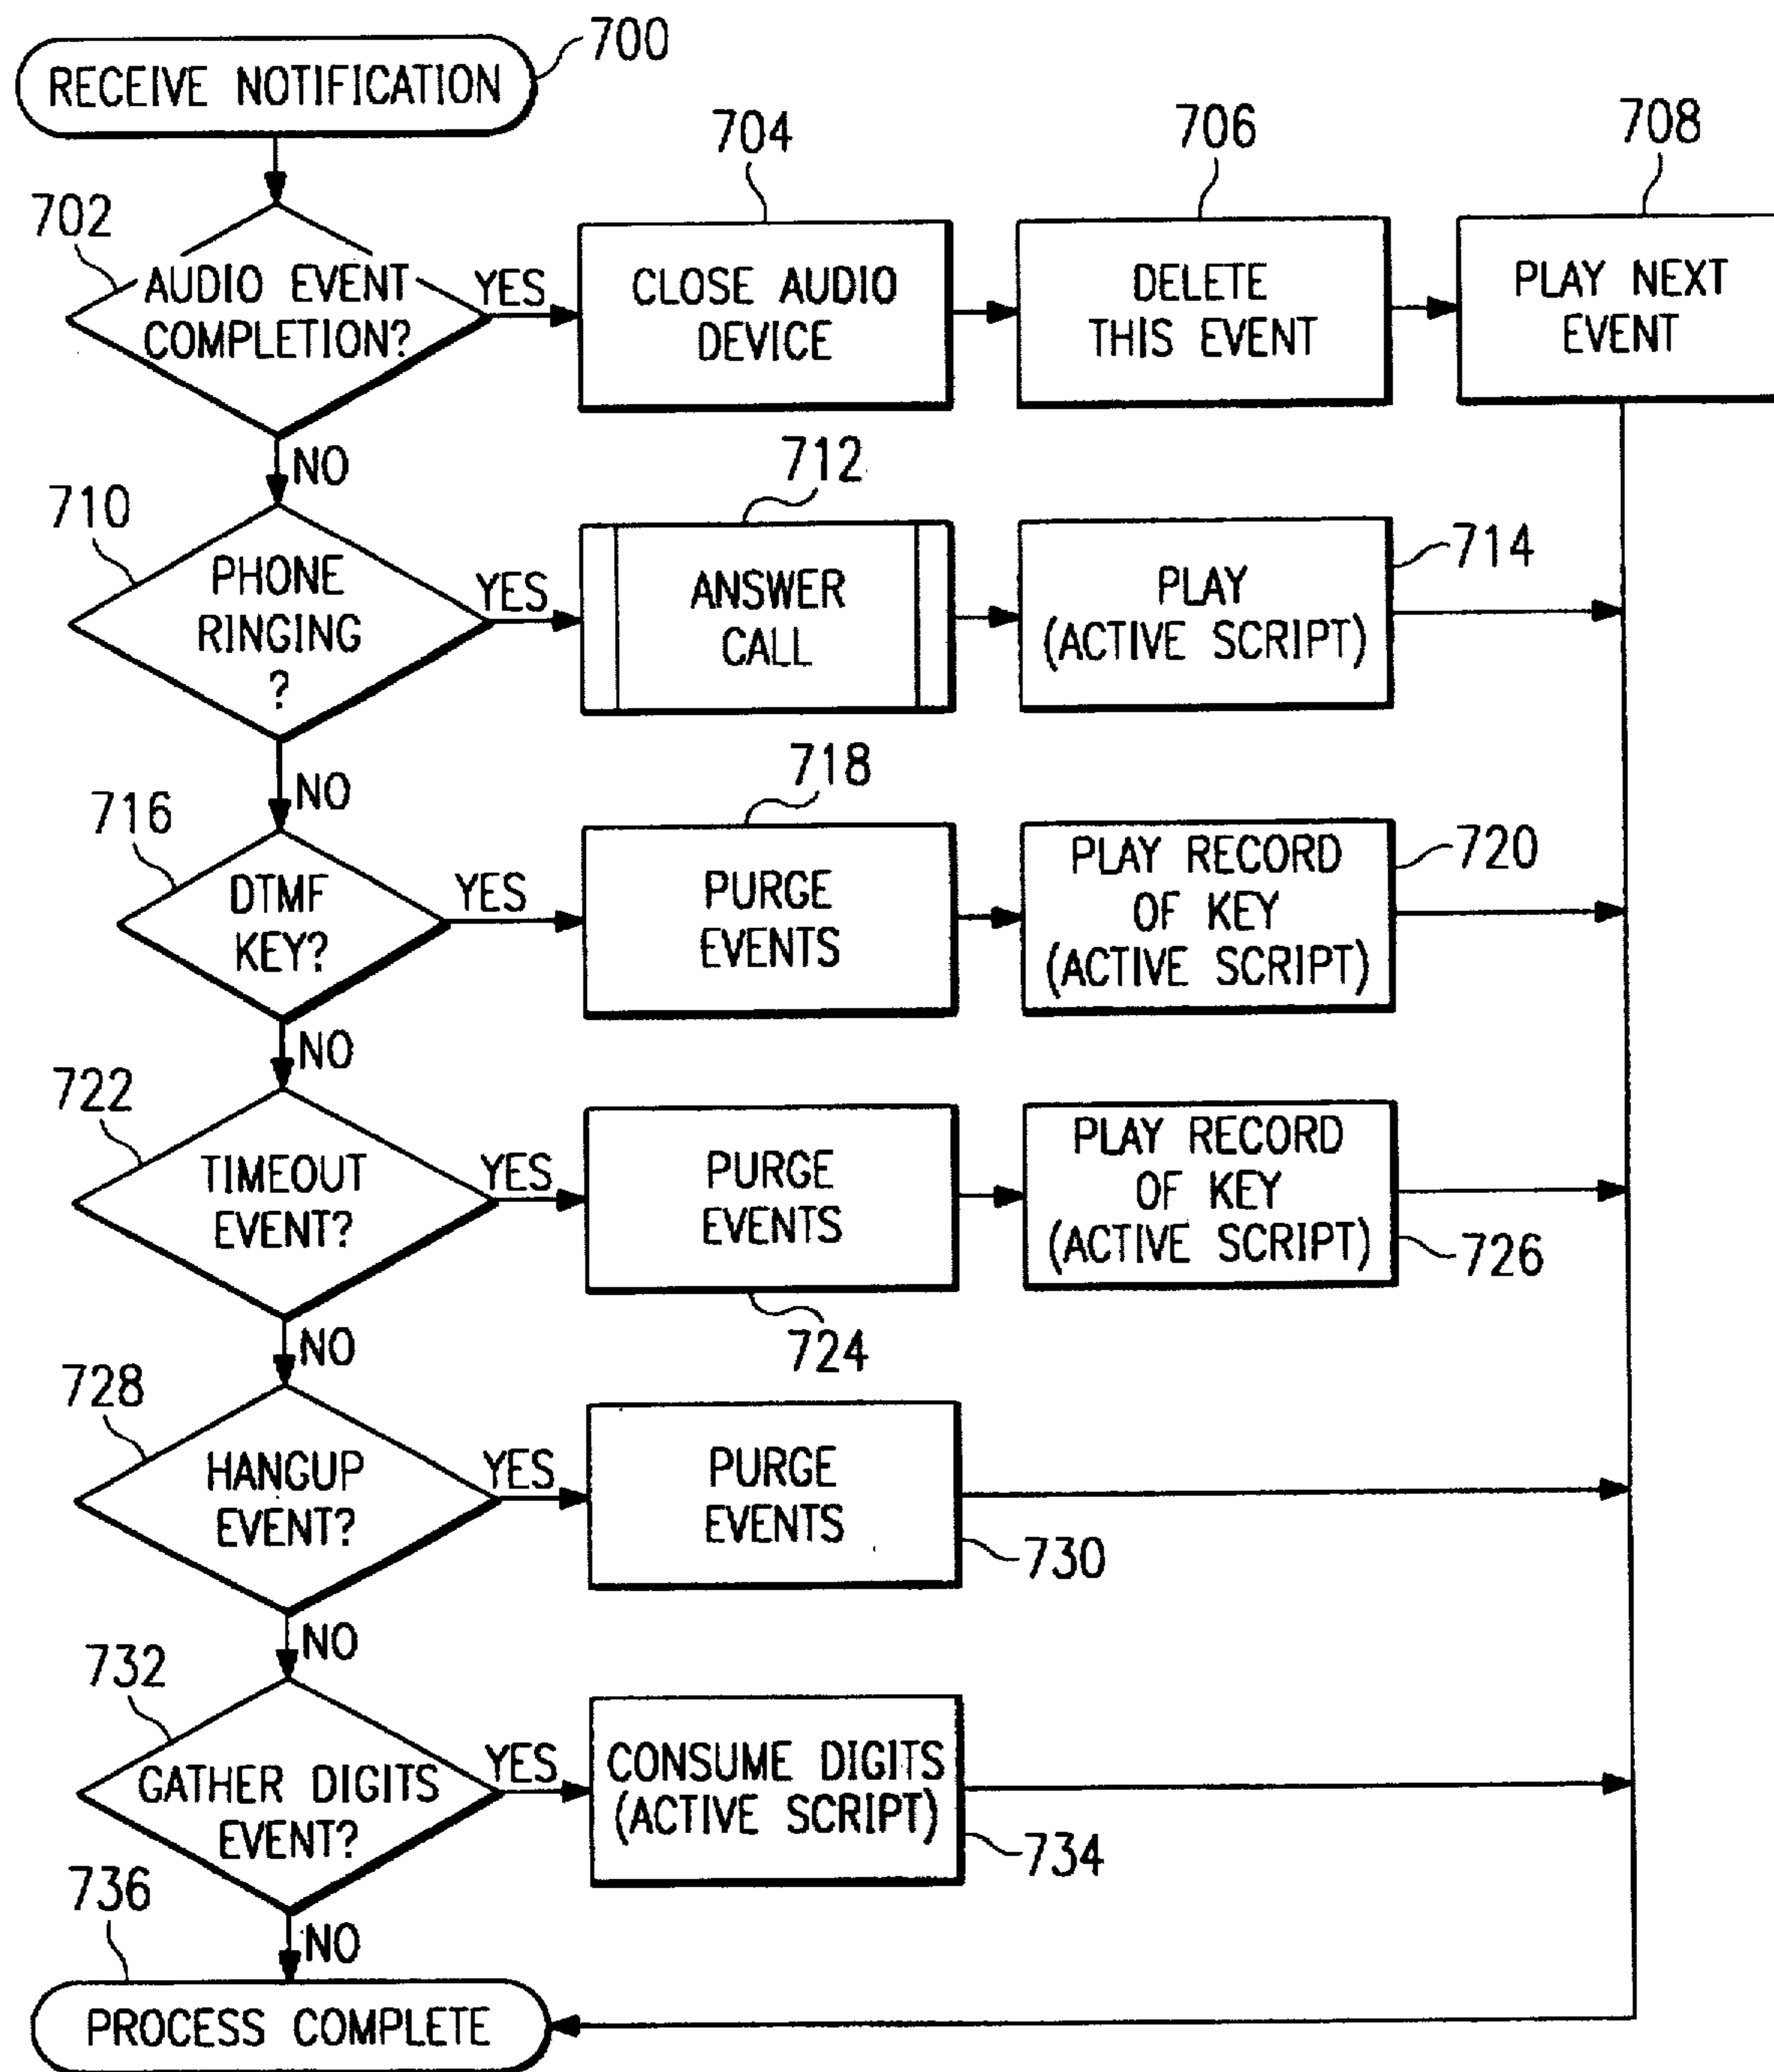 700
RECEIVE NOTIFICATION
704
706
708
702
AUDIO EVENT
COMPLETION?
YES
CLOSE AUDIO
DEVICE
DELETE
THIS EVENT
PLAY NEXT
EVENT
NO
712
710
PHONE
RINGING
?
YES
ANSWER
CALL
PLAY
(ACTIVE SCRIPT)
714
NO
718
716
DTMF
KEY?
YES
PURGE
EVENTS
PLAY RECORD
OF KEY
(ACTIVE SCRIPT)
720
NO
722
TIMEOUT
EVENT?
YES
PURGE
EVENTS
724
PLAY RECORD
OF KEY
(ACTIVE SCRIPT)
726
NO
728
HANGUP
EVENT?
YES
PURGE
EVENTS
730
NO
732
GATHER DIGITS
EVENT?
YES
CONSUME DIGITS
(ACTIVE SCRIPT)
734
NO
736
PROCESS COMPLETE